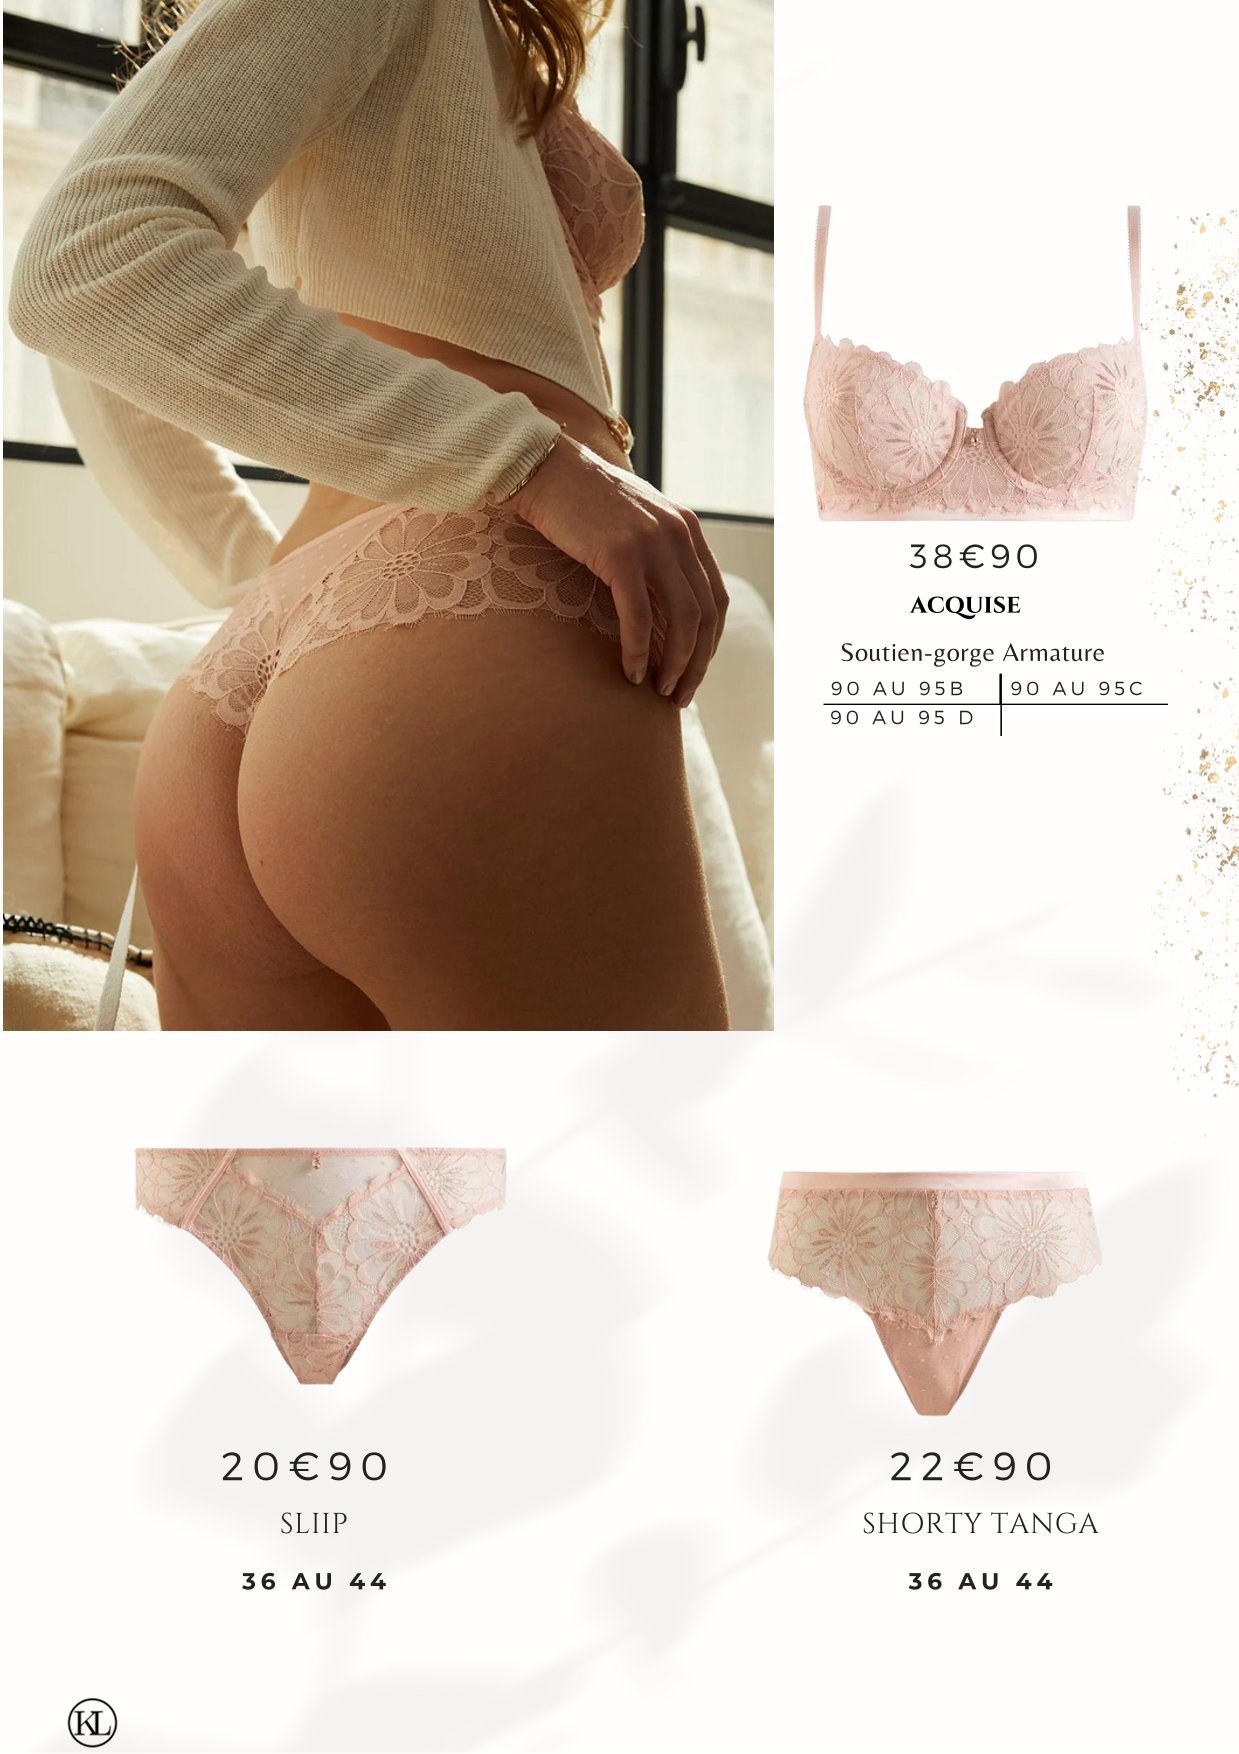 38€90
ACQUISE
Soutien-gorge Armature
90 AU 95B 90 AU 95C
90 AU 95 D
20€90
SLIIP
36 AU 44
22€90
SHORTY TANGA
36 AU 44
KL